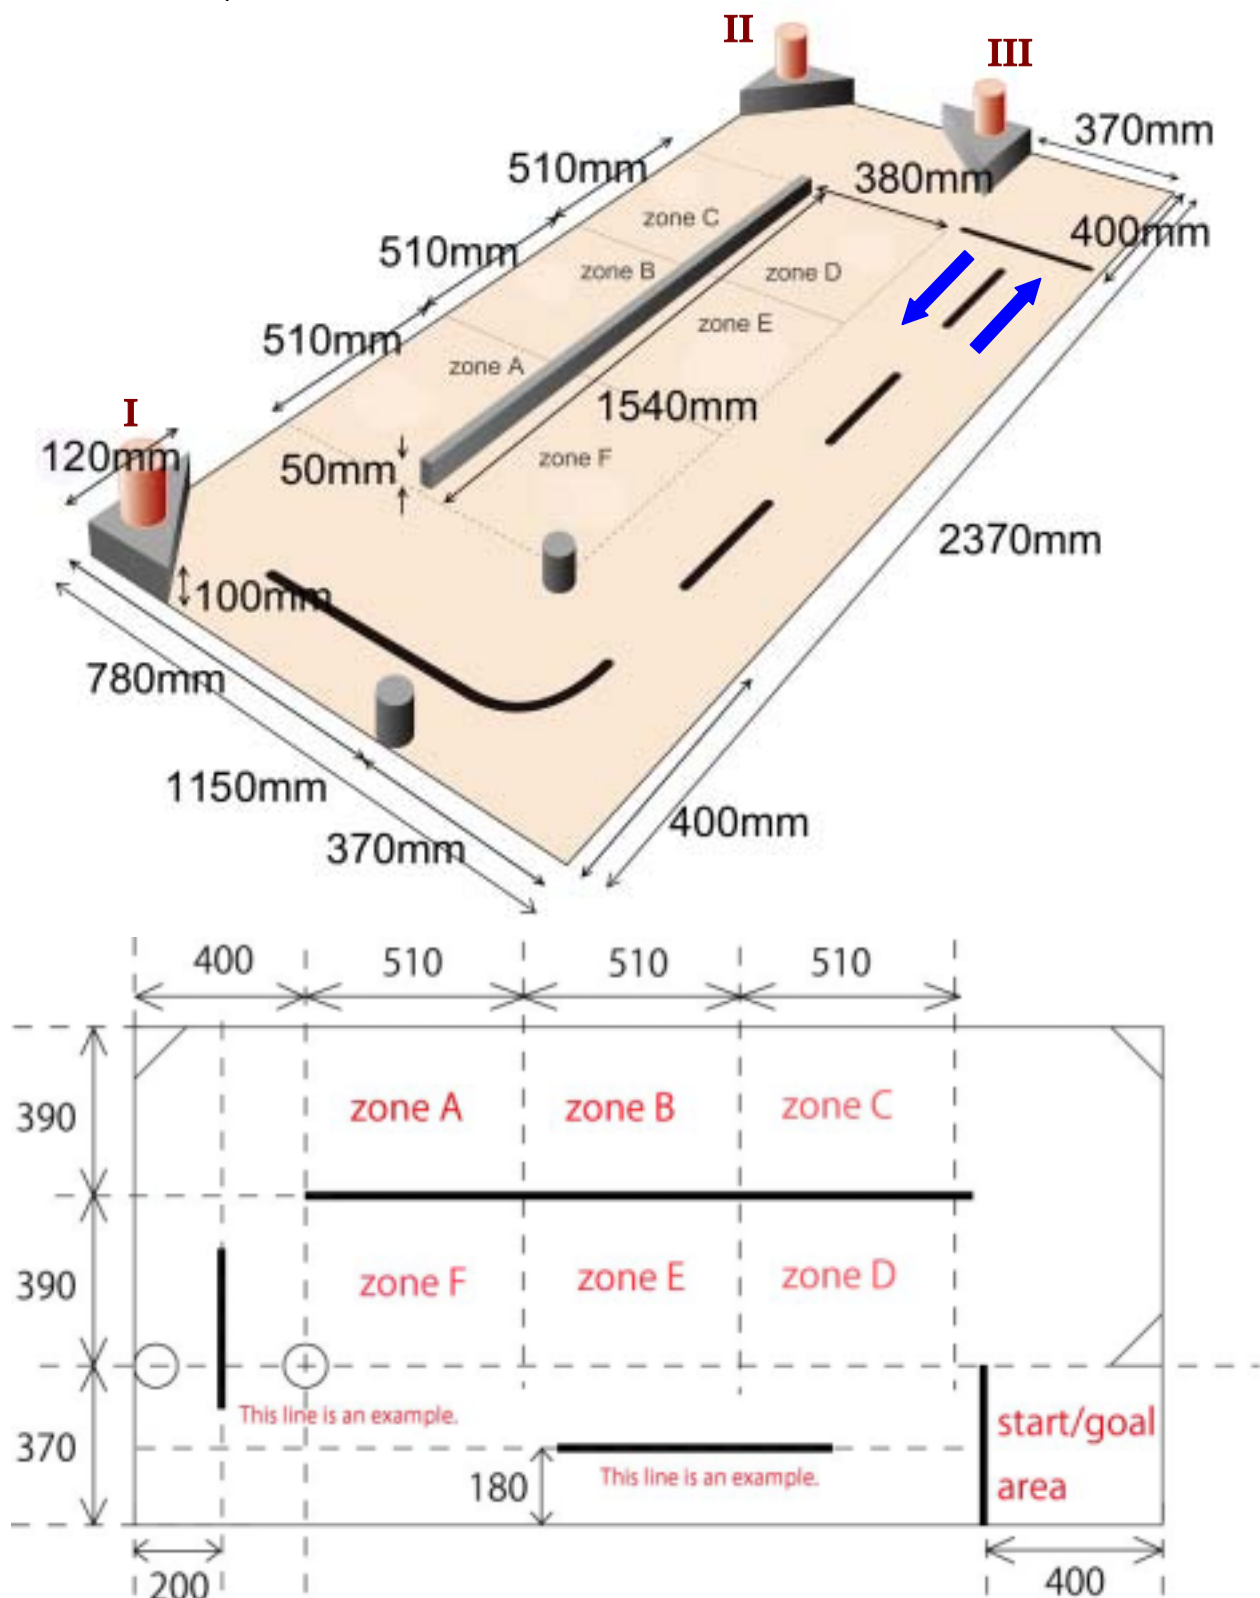 II
III
370mm
510mm
380mm
zone C
400mm
510mm
zone B
zone D
510mm
zone E
zone A
I
1540mm
120mm
50mm
zone F
2370mm
100mm
780mm
1150mm
400mm
370mm
400 510 510 510
390
zone A zone B zone C
390
zone F zone E zone D
This line is an example.
start/goal
370
180
This line is an example.
area
200
400